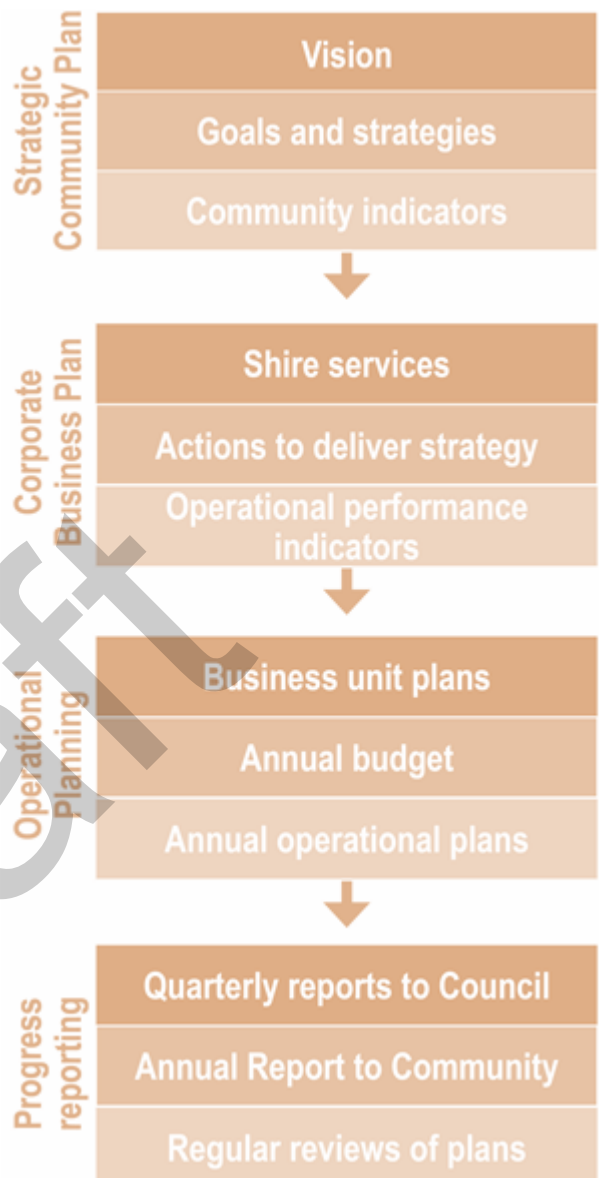 Strategic
Community Plan
Vision
Goals and strategies
Community indicators
Corporate
Business Plan
Shire services
Actions to deliver strategy
Operational performance
indicators
Operational
Planning
Business unit plans
Annual budget
Annual operational plans
Progress
reporting
Quarterly reports to Council
Annual Report to Community
Regular reviews of plans